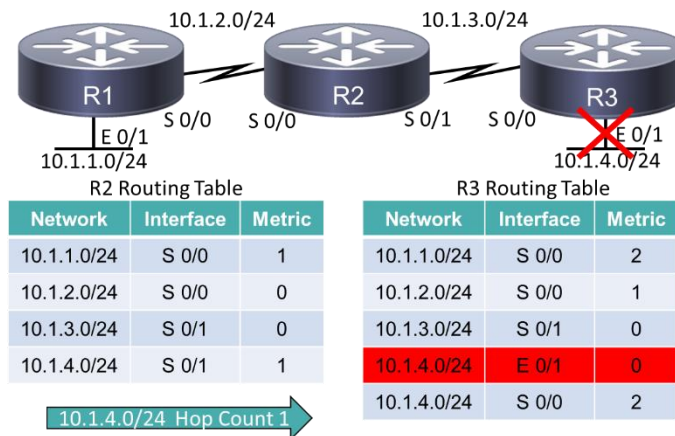 10.1.2.0/24 10.1.3.0/24
R1 R2 R3
S 0/0 S 0/0 S 0/1 S 0/0
E 0/1 E 0/1
10.1.1.0/24 10.1.4.0/24
R2 Routing Table
Network Interface Metric
10.1.1.0/24 S 0/0 1
10.1.2.0/24 S 0/0 0
10.1.3.0/24 S 0/1 0
10.1.4.0/24 S 0/1 1
10.1.4.0/24 Hop Count 1
R3 Routing Table
Network Interface Metric
10.1.1.0/24 S 0/0 2
10.1.2.0/24 S 0/0 1
10.1.3.0/24 S 0/1 0
10.1.4.0/24 E 0/1 0
10.1.4.0/24 S 0/0 2